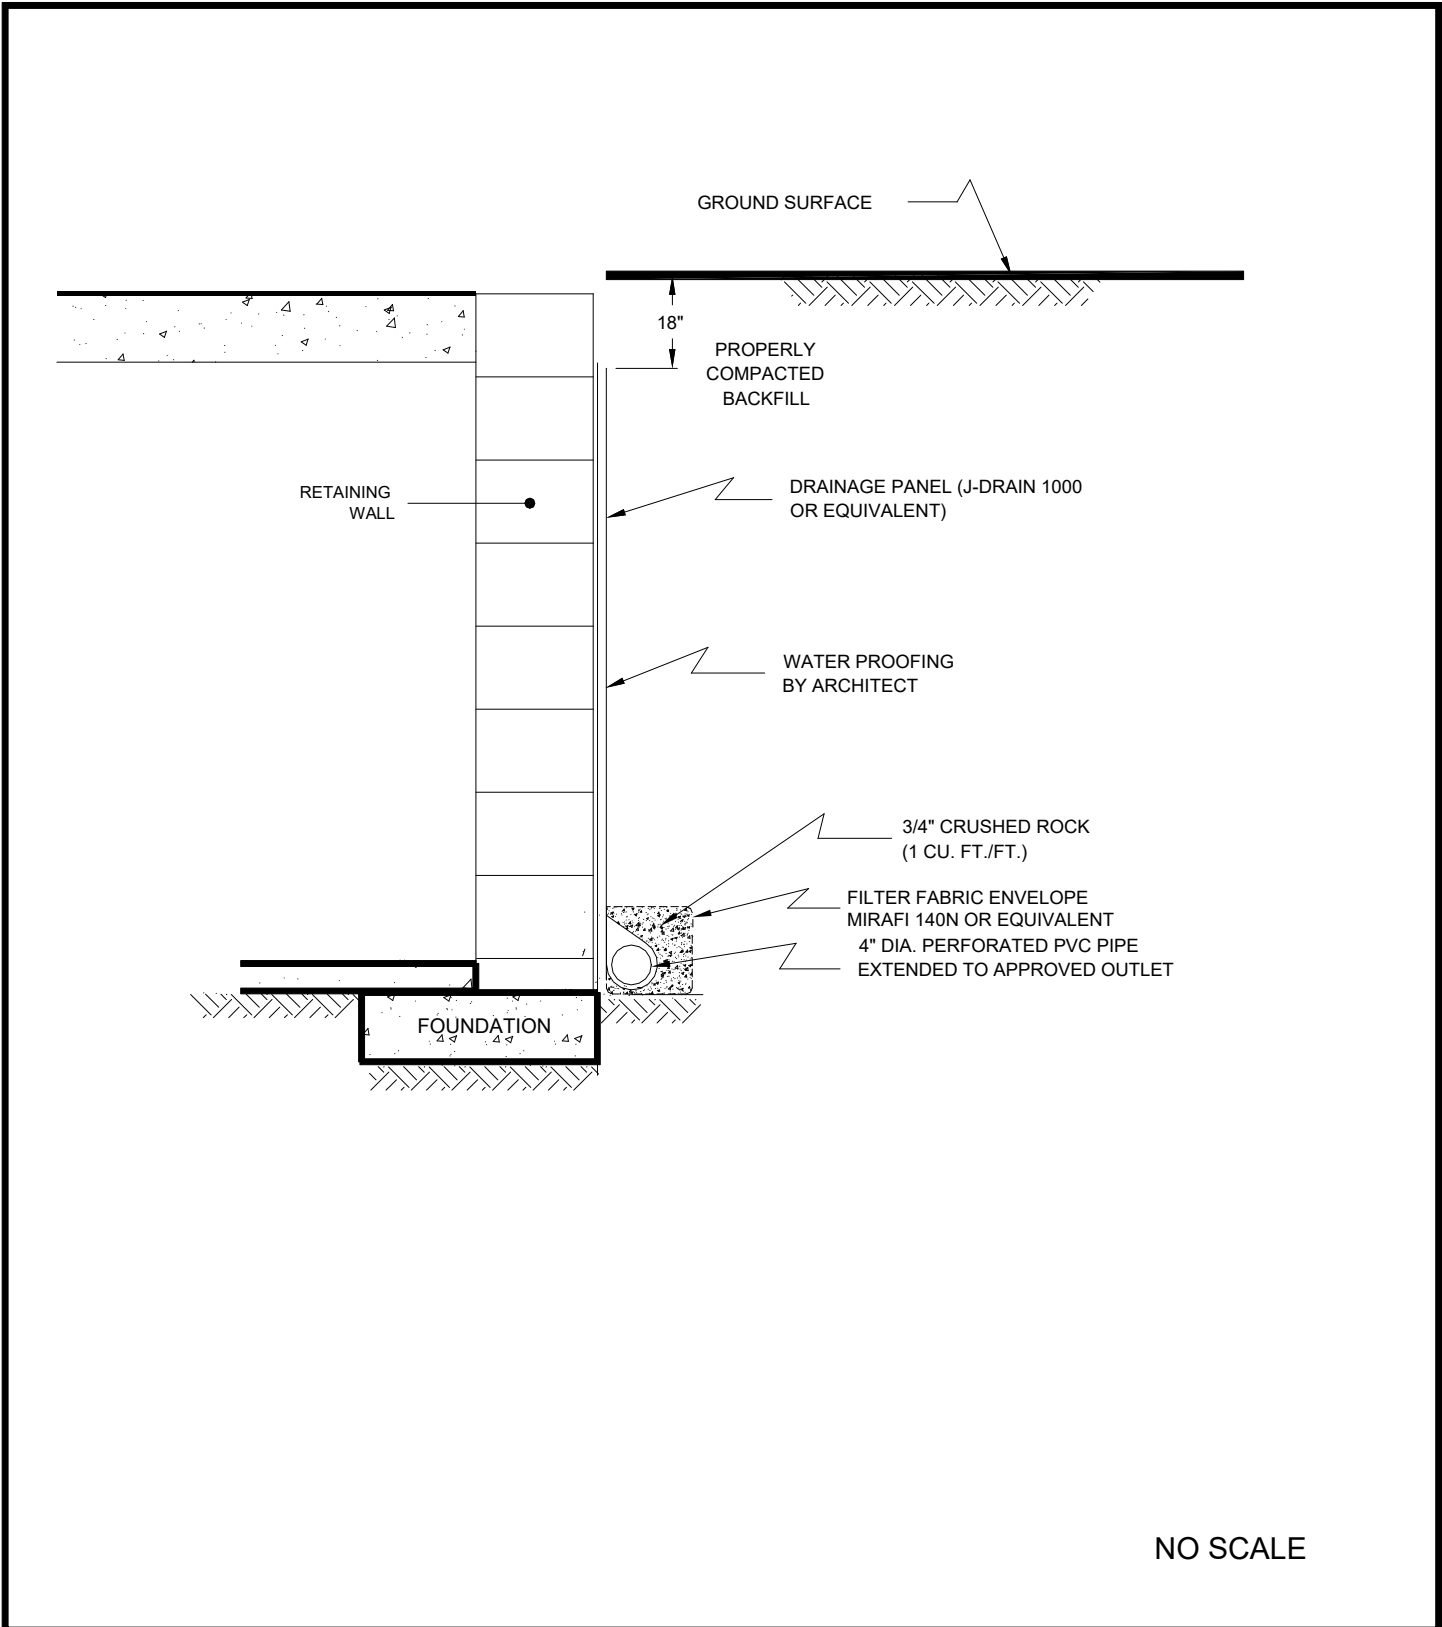 GROUND SURFACE
18"
PROPERLY
COMPACTED
BACKFILL
RETAINING
WALL
DRAINAGE PANEL (J-DRAIN 1000
OR EQUIVALENT)
WATER PROOFING
BY ARCHITECT
3/4" CRUSHED ROCK
(1 CU. FT./FT.)
FILTER FABRIC ENVELOPE
MIRAFI 140N OR EQUIVALENT
4" DIA. PERFORATED PVC PIPE
EXTENDED TO APPROVED OUTLET
FOUNDATION
NO SCALE